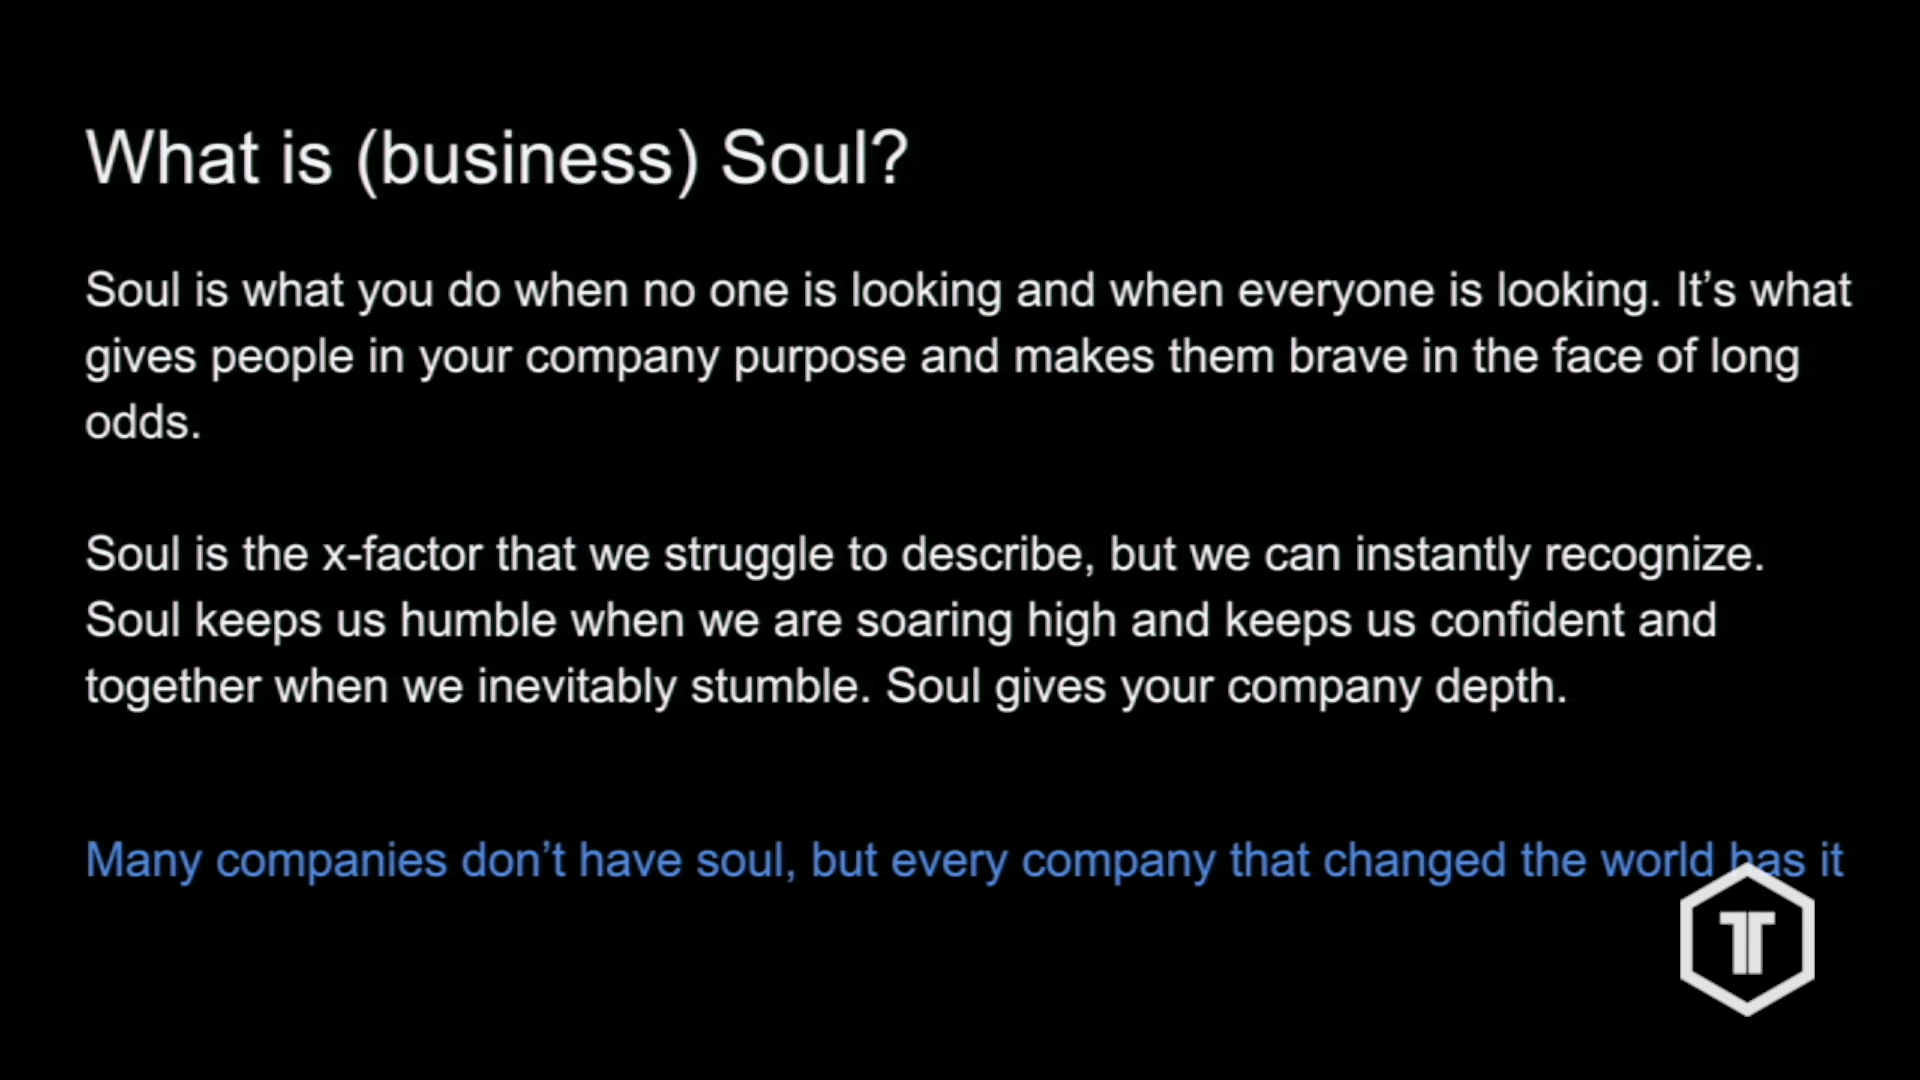 What is (business) Soul?
Soul is what you do when no one is looking and when everyone is looking. It’s what
gives people in your company purpose and makes them brave in the face of long
odds.
Soul is the x-factor that we struggle to describe, but we can instantly recognize.
Soul keeps us humble when we are soaring high and keeps us confident and
together when we inevitably stumble. Soul gives your company depth.
Many companies don’t have soul, but every company that changed the world has it